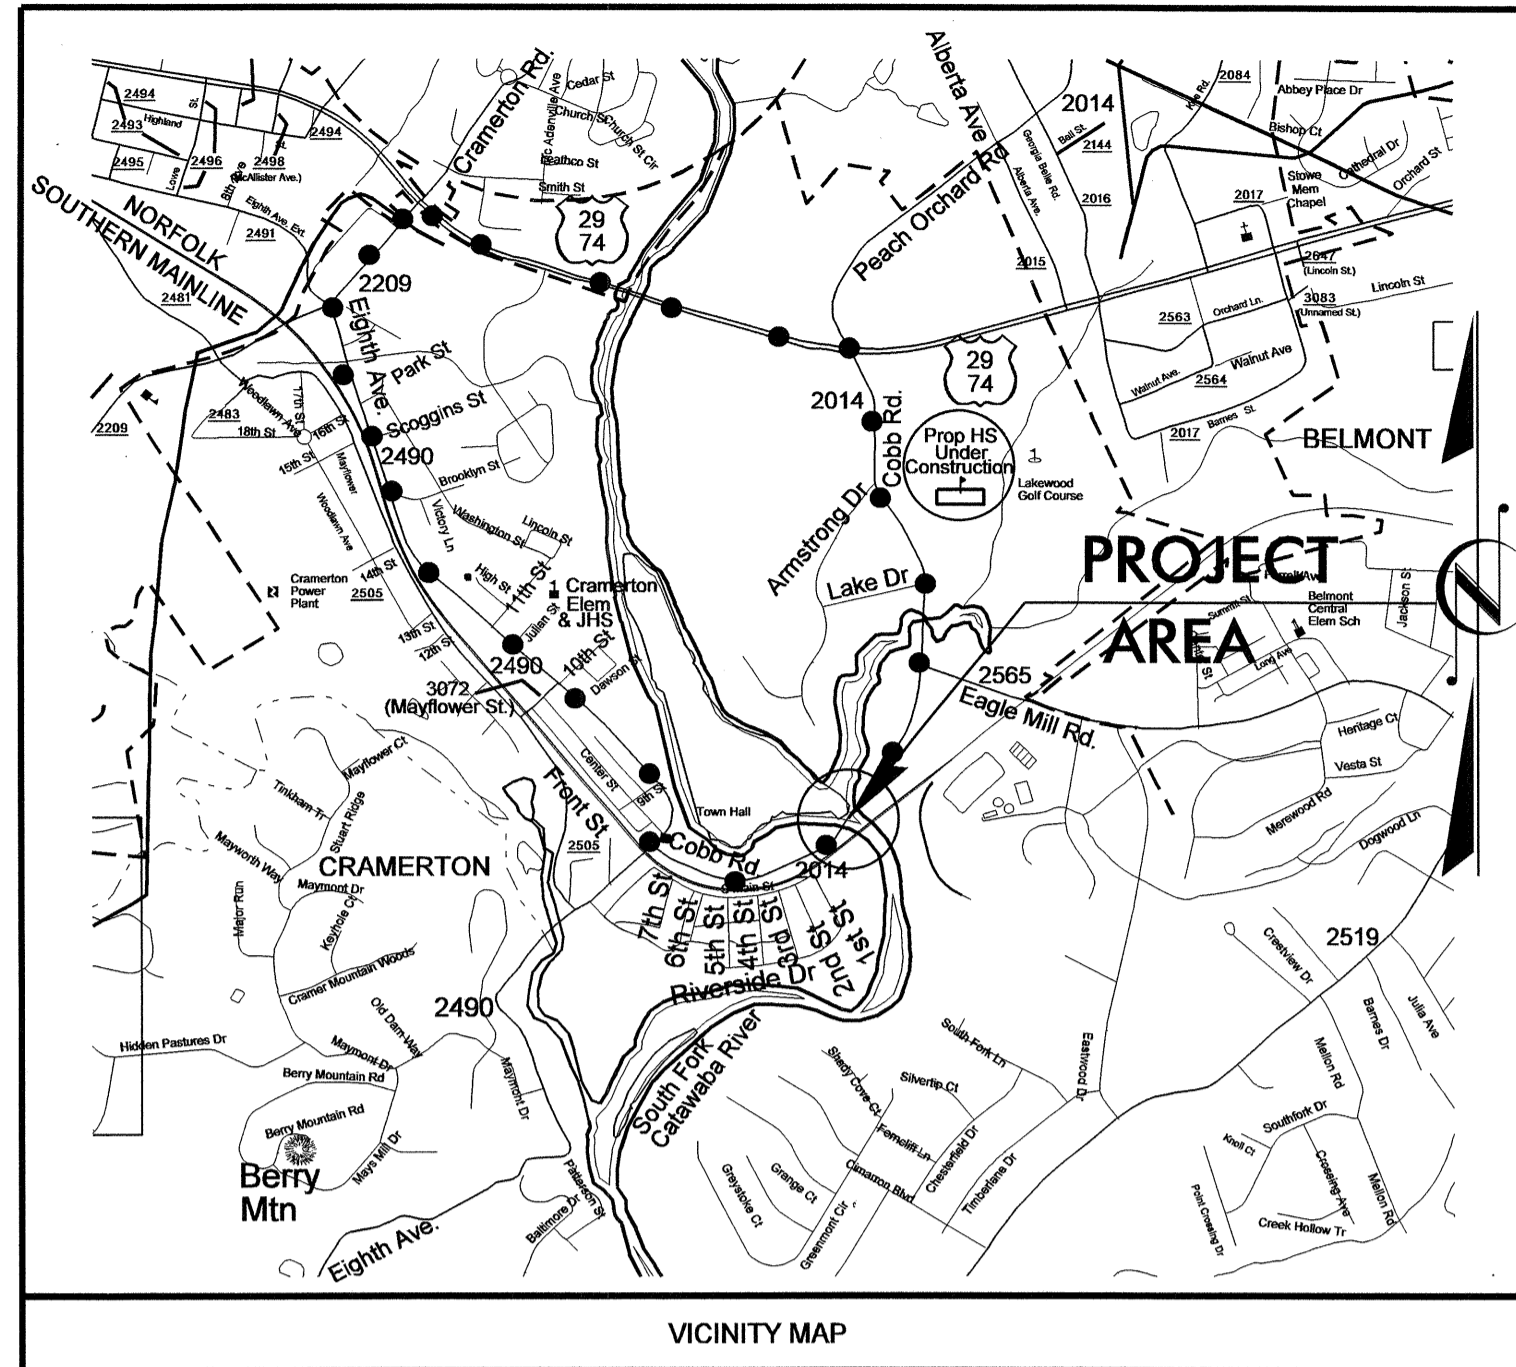 Cramerton Rd.
Cedar St
Church St
Church St Cir
Smith St
2494
Highland
St.
2493
2494
2495
2496
2498
Lowe
8th Ave
Eighth Ave. Ext.
2491
NORFOLK
SOUTHERN MAINLINE
2481
29
74
2209
Eighth Ave.
Park St
Scoggins St
2490
Brooklyn St
Woodlawn Ave
17th St
2483
18th St
16th St
15th St
2209
Mayflower
Woodlawn Ave
Victory Ln
Washington St
Lincoln St
High St
11th St
Julian St
1
Cramerton
Elem
& JHS
10th St
Dawson St
Cramerton
Power
Plant
14th St
2505
13th St
12th St
2490
3072
(Mayflower St.)
Alberta Ave
2014
Ball St
2144
Georgia Belle Rd.
Alberta Ave.
2016
2015
Peach Orchard Rd
2084
Abbey Place Dr
Bishop Ct
Cathedral Dr
Orchard St
Stowe
Mem
Chapel
2017
2647
(Lincoln St.)
3083
(Unnamed St.)
Lincoln St
Orchard Ln.
2563
Walnut Ave
Walnut Ave.
2564
Barnes St.
2017
BELMONT
29
74
2014
Cobb Rd.
Prop HS
Under
Construction
1
Lakewood
Golf Course
Armstrong Dr
Lake Dr
PROJECT
AREA
Summit St
Belmont
Central
Elem Sch
Jackson St
Long Ave
N
2565
Eagle Mill Rd.
Heritage Ct
Vesta St
Merewood Rd
Dogwood Ln
Mayflower Ct
Tinkham Tr
Stuart Ridge
Mayworth Way
CRAMERTON
Maymont Dr
Major Run
Keyhole Ct
Cramer Mountain Woods
Center St
Front St
9th St
Town Hall
Cobb Rd
2505
2014
7th St
6th St
5th St
4th St
3rd St
2nd St
1st St
Riverside Dr
2490
Old Dam-Way
Hidden Pastures Dr
Maymont Dr
Berry Mountain Rd
Maymont Dr
Berry Mountain Rd
Mays Mill Dr
Berry
Mtn
Eighth Ave.
Patterson St
Baltimore Dr
South Fork
Catawaba River
South Fork Ln
Shady Cove Ct
Silvertip Ct
Eastwood Dr
Ferncliff Ln
Chesterfield Dr
Cimarron Blvd
Timberlane Dr
Grange Ct
Greystoke Ct
Greenmont Cir
Crestview Dr
2519
Barnes Dr
Julia Ave
Mellon Rd
Southfork Dr
Knoll Ct
Crossing Ave
Mellon Rd
Point Crossing Dr
Creek Hollow Tr
VICINITY MAP